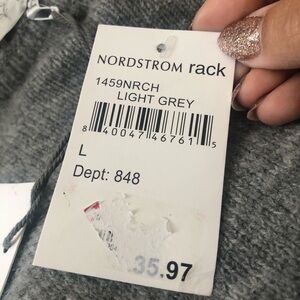 NORDSTROM rack
1459NRCH
LIGHT GREY
8 40047 46761 5
L
Dept: 848
35.97